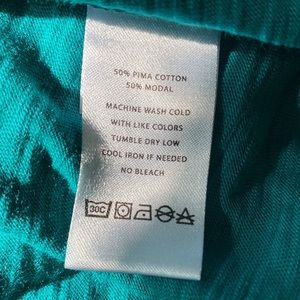 50% PIMA COTTON
50% MODAL
MACHINE WASH COLD
WITH LIKE COLORS
TUMBLE DRY LOW
COOL IRON IF NEEDED
NO BLEACH
30C